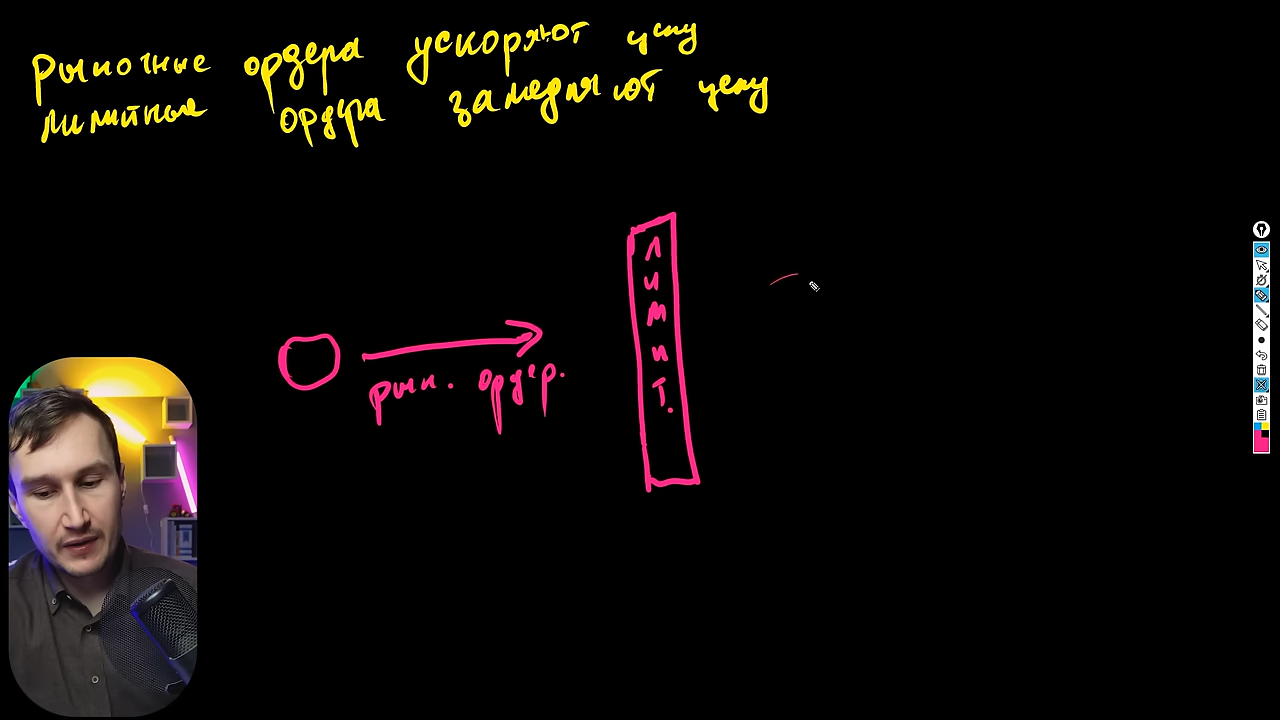 Рыночные ордера ускоряют цену
лимитные ордера замедляют цену
лимит.
рын. ордер.